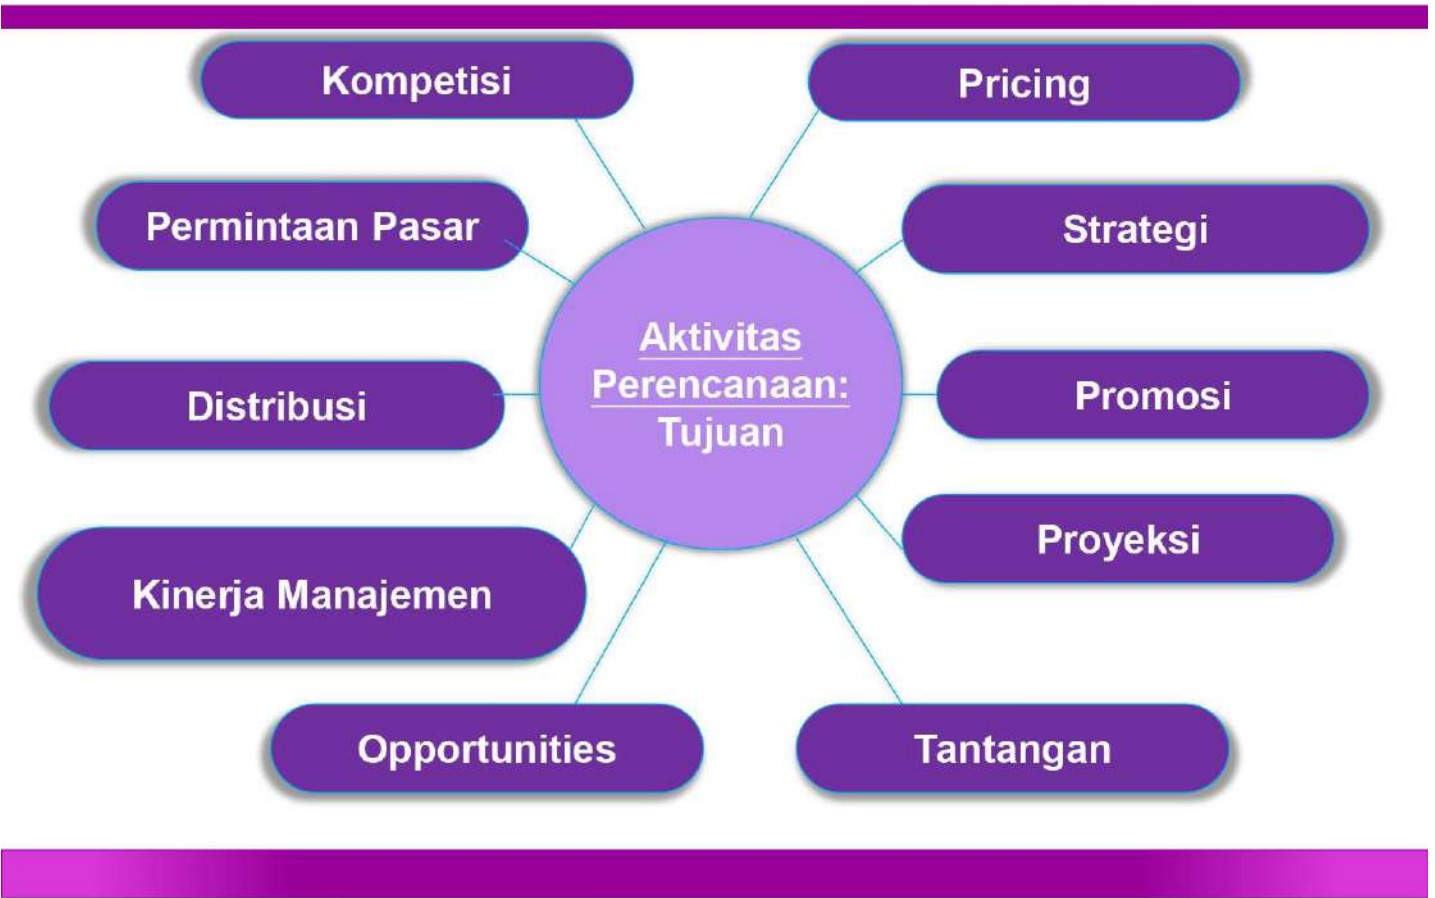 Kompetisi
Pricing
Permintaan Pasar
Strategi
Aktivitas
Perencanaan:
Tujuan
Distribusi
Promosi
Kinerja Manajemen
Proyeksi
Opportunities
Tantangan